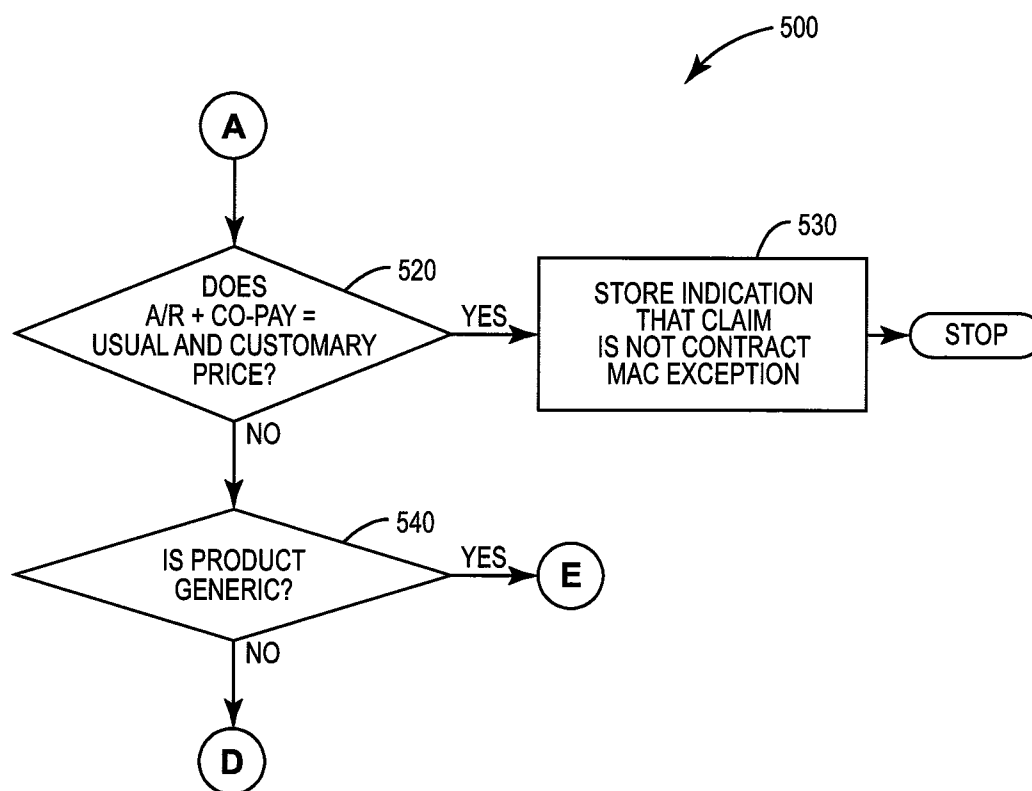 500
A
DOES
A/R + CO-PAY =
USUAL AND CUSTOMARY
PRICE?
520
YES
530
STORE INDICATION
THAT CLAIM
IS NOT CONTRACT
MAC EXCEPTION
STOP
NO
540
IS PRODUCT
GENERIC?
YES
E
NO
D